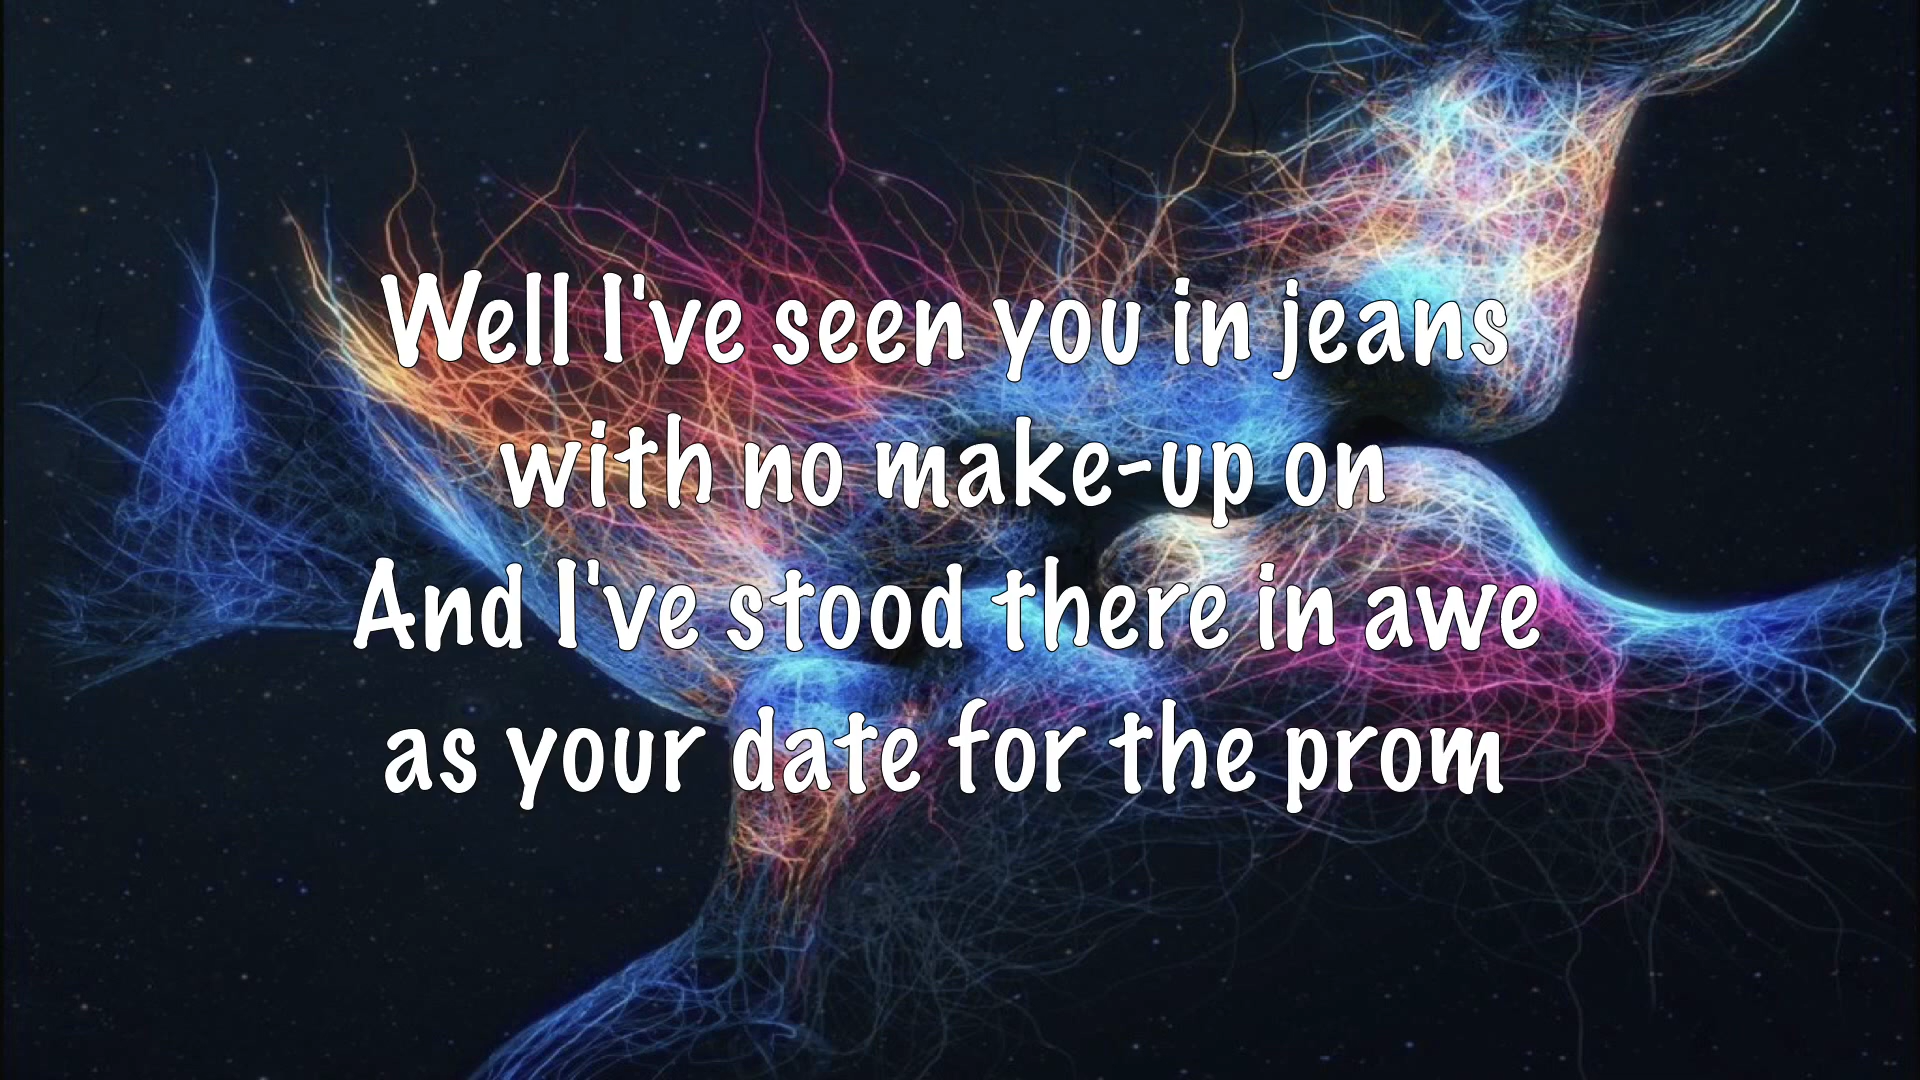 Well I've seen you in jeans
with no make-up on
And I've stood there in awe
as your date for the prom